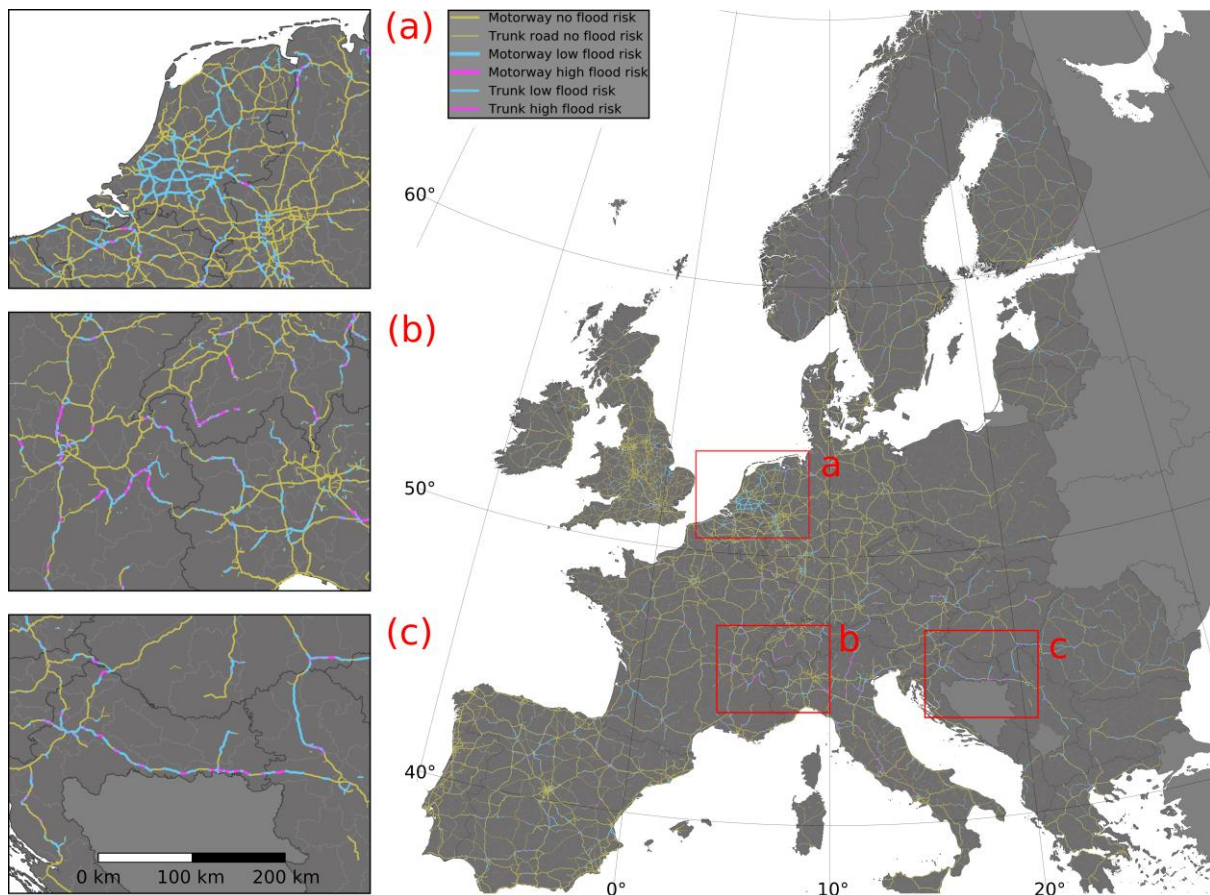 (a)
Motorway no flood risk
Trunk road no flood risk
Motorway low flood risk
Motorway high flood risk
Trunk low flood risk
Trunk high flood risk
60°
(b)
a
50°
(c)
b
c
40°
0 km 100 km 200 km
0° 10° 20°